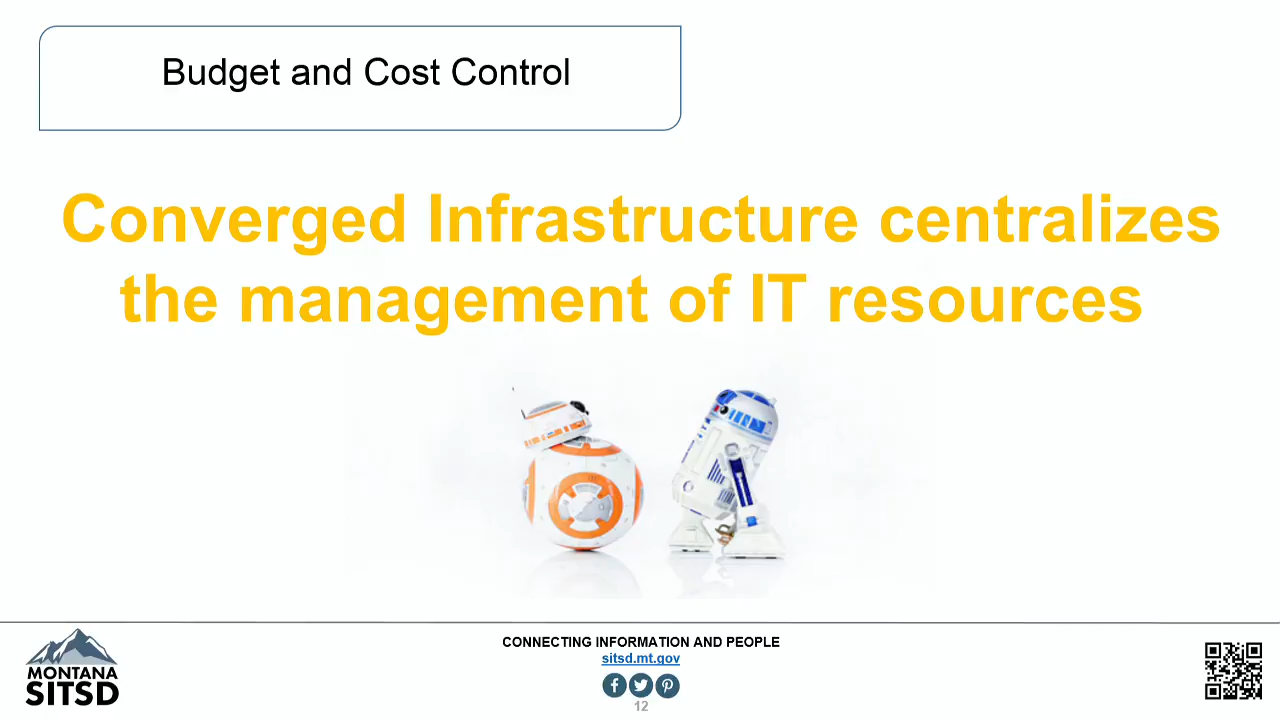 Budget and Cost Control
Converged Infrastructure centralizes
the management of IT resources
CONNECTING INFORMATION AND PEOPLE
sitsd.mt.gov
12
MONTANA
SITSD